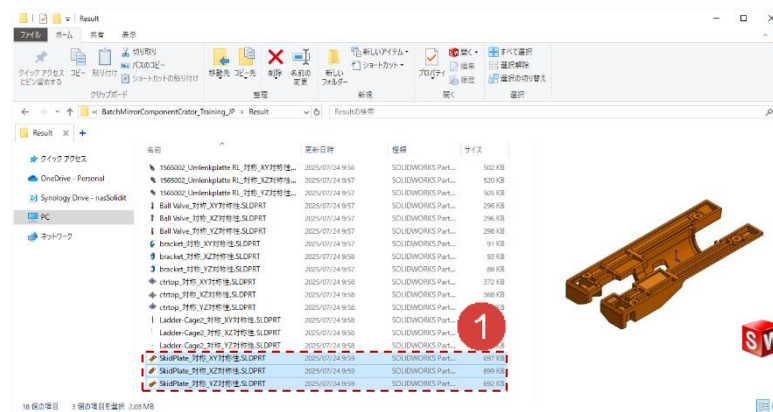 Result
ファイル ホーム 共有 表示
クイック アクセスにピン留めする コピー 貼り付け 切り取り パスのコピー ショートカットの貼り付け 移動先 コピー先 削除 名前の変更 新しいフォルダー 新しいアイテム ショートカット プロパティ 開く 編集 履歴 すべて選択 選択解除 選択の切り替え
クリップボード 整理 新規 開く 選択
« BatchMirrorComponentCrator_Training_JP › Result Resultの検索
Result
名前 更新日時 種類 サイズ
クイック アクセス
OneDrive - Personal
Synology Drive - nasSolidit
PC
ネットワーク
1565002_Umlenkplatte RL_対称_XY対称性... 2025/07/24 9:56 SOLIDWORKS Part... 502 KB
1565002_Umlenkplatte RL_対称_XZ対称性... 2025/07/24 9:57 SOLIDWORKS Part... 520 KB
1565002_Umlenkplatte RL_対称_YZ対称性... 2025/07/24 9:57 SOLIDWORKS Part... 505 KB
Ball Valve_対称_XY対称性.SLDPRT 2025/07/24 9:57 SOLIDWORKS Part... 296 KB
Ball Valve_対称_XZ対称性.SLDPRT 2025/07/24 9:57 SOLIDWORKS Part... 296 KB
Ball Valve_対称_YZ対称性.SLDPRT 2025/07/24 9:57 SOLIDWORKS Part... 298 KB
bracket_対称_XY対称性.SLDPRT 2025/07/24 9:57 SOLIDWORKS Part... 91 KB
bracket_対称_XZ対称性.SLDPRT 2025/07/24 9:58 SOLIDWORKS Part... 93 KB
bracket_対称_YZ対称性.SLDPRT 2025/07/24 9:58 SOLIDWORKS Part... 88 KB
ctrtop_対称_XY対称性.SLDPRT 2025/07/24 9:58 SOLIDWORKS Part... 372 KB
ctrtop_対称_XZ対称性.SLDPRT 2025/07/24 9:58 SOLIDWORKS Part... 368 KB
ctrtop_対称_YZ対称性.SLDPRT 2025/07/24 9:58 SOLIDWORKS Part... KB
Ladder-Cage2_対称_XY対称性.SLDPRT 2025/07/24 9:58 SOLIDWORKS Part...
Ladder-Cage2_対称_XZ対称性.SLDPRT 2025/07/24 9:58 SOLIDWORKS Part...
Ladder-Cage2_対称_YZ対称性.SLDPRT 2025/07/24 9:58 SOLIDWORKS Part... KB
1
SkidPlate_対称_XY対称性.SLDPRT 2025/07/24 9:59 SOLIDWORKS Part... 697 KB
SkidPlate_対称_XZ対称性.SLDPRT 2025/07/24 9:59 SOLIDWORKS Part... 699 KB
SkidPlate_対称_YZ対称性.SLDPRT 2025/07/24 9:59 SOLIDWORKS Part... 692 KB
SW
18 個の項目 3 個の項目を選択 2.03 MB